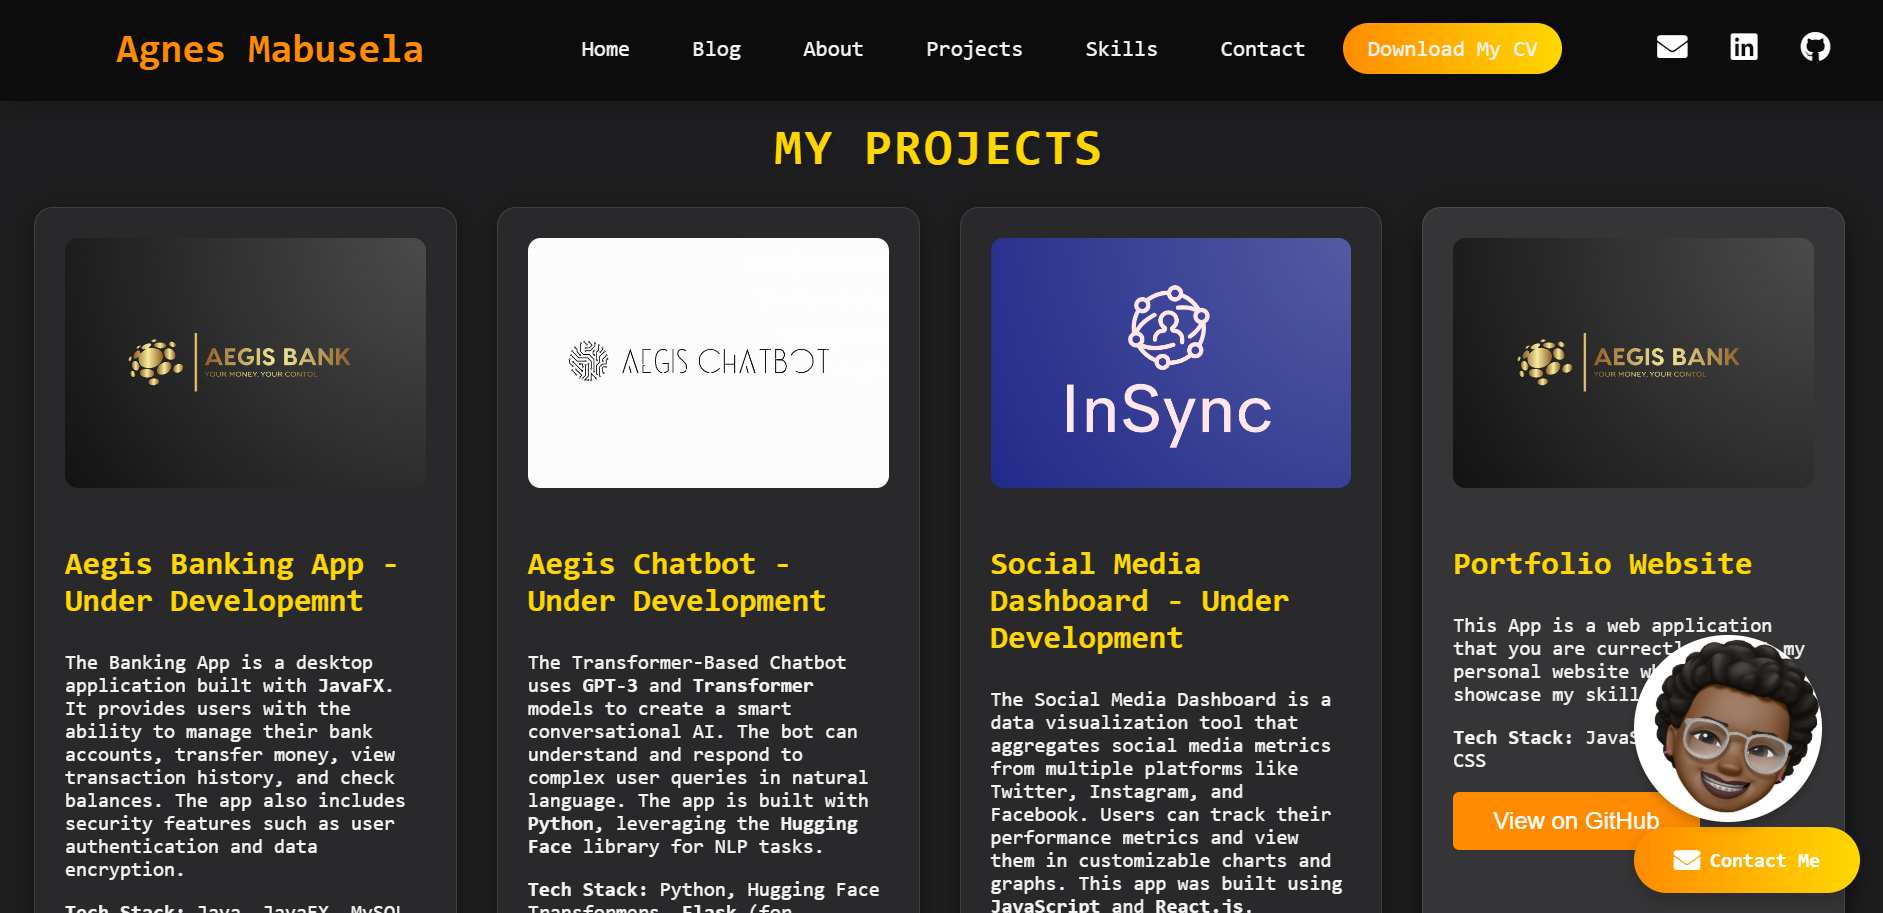 Agnes Mabusela
Home Blog About Projects Skills Contact Download My CV
MY PROJECTS
AEGIS BANK
YOUR MONEY, YOUR CONTOL
Aegis Banking App -
Under Developemnt
The Banking App is a desktop
application built with JavaFX.
It provides users with the
ability to manage their bank
accounts, transfer money, view
transaction history, and check
balances. The app also includes
security features such as user
authentication and data
encryption.
Tech Stack: Java, JavaFX, MySQL
AEGIS CHATBOT
Aegis Chatbot -
Under Development
The Transformer-Based Chatbot
uses GPT-3 and Transformer
models to create a smart
conversational AI. The bot can
understand and respond to
complex user queries in natural
language. The app is built with
Python, leveraging the Hugging
Face library for NLP tasks.
Tech Stack: Python, Hugging Face
Transformers, Flask (for
InSync
Social Media
Dashboard - Under
Development
The Social Media Dashboard is a
data visualization tool that
aggregates social media metrics
from multiple platforms like
Twitter, Instagram, and
Facebook. Users can track their
performance metrics and view
them in customizable charts and
graphs. This app was built using
JavaScript and React.js.
AEGIS BANK
YOUR MONEY, YOUR CONTOL
Portfolio Website
This App is a web application
that you are my
personal website
showcase my
Tech Stack:
CSS
View on GitHub
Contact Me